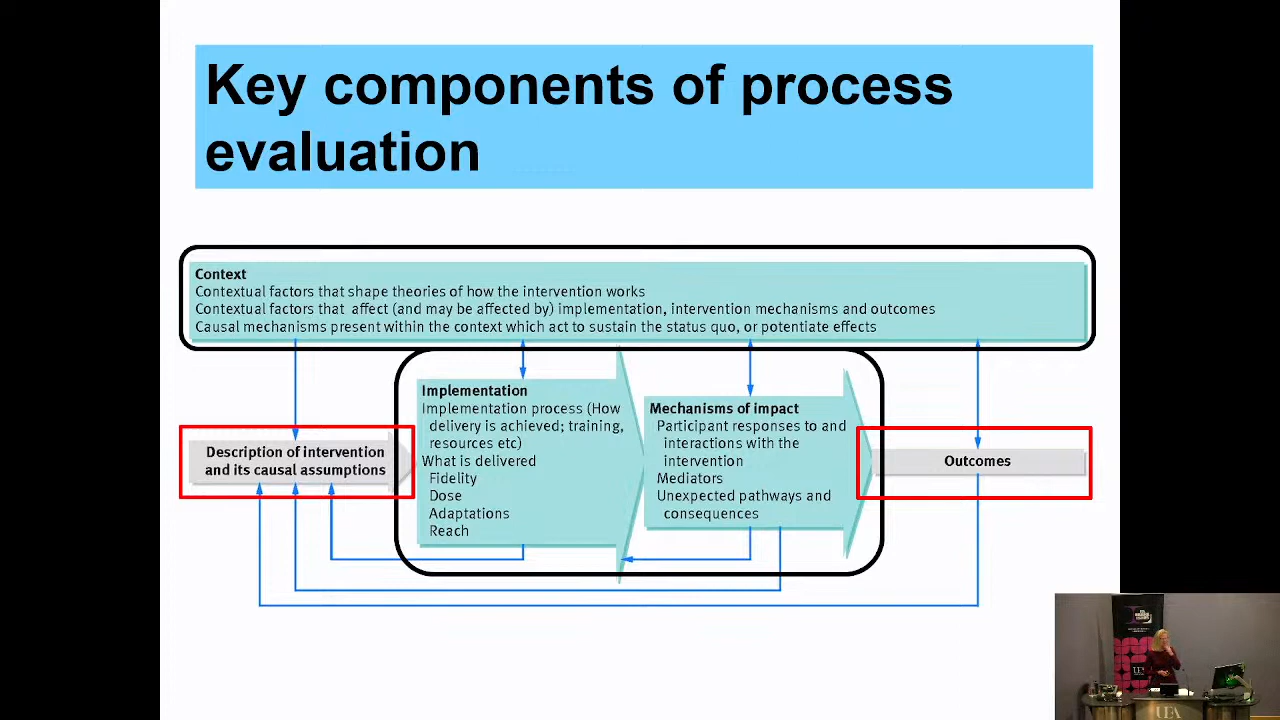 Key components of process
evaluation
Context
Contextual factors that shape theories of how the intervention works
Contextual factors that affect (and may be affected by) implementation, intervention mechanisms and outcomes
Causal mechanisms present within the context which act to sustain the status quo, or potentiate effects
Description of intervention
and its causal assumptions
Implementation
Implementation process (How
delivery is achieved; training,
resources etc)
What is delivered
Fidelity
Dose
Adaptations
Reach
Mechanisms of impact
Participant responses to and
interactions with the
intervention
Mediators
Unexpected pathways and
consequences
Outcomes
UEA